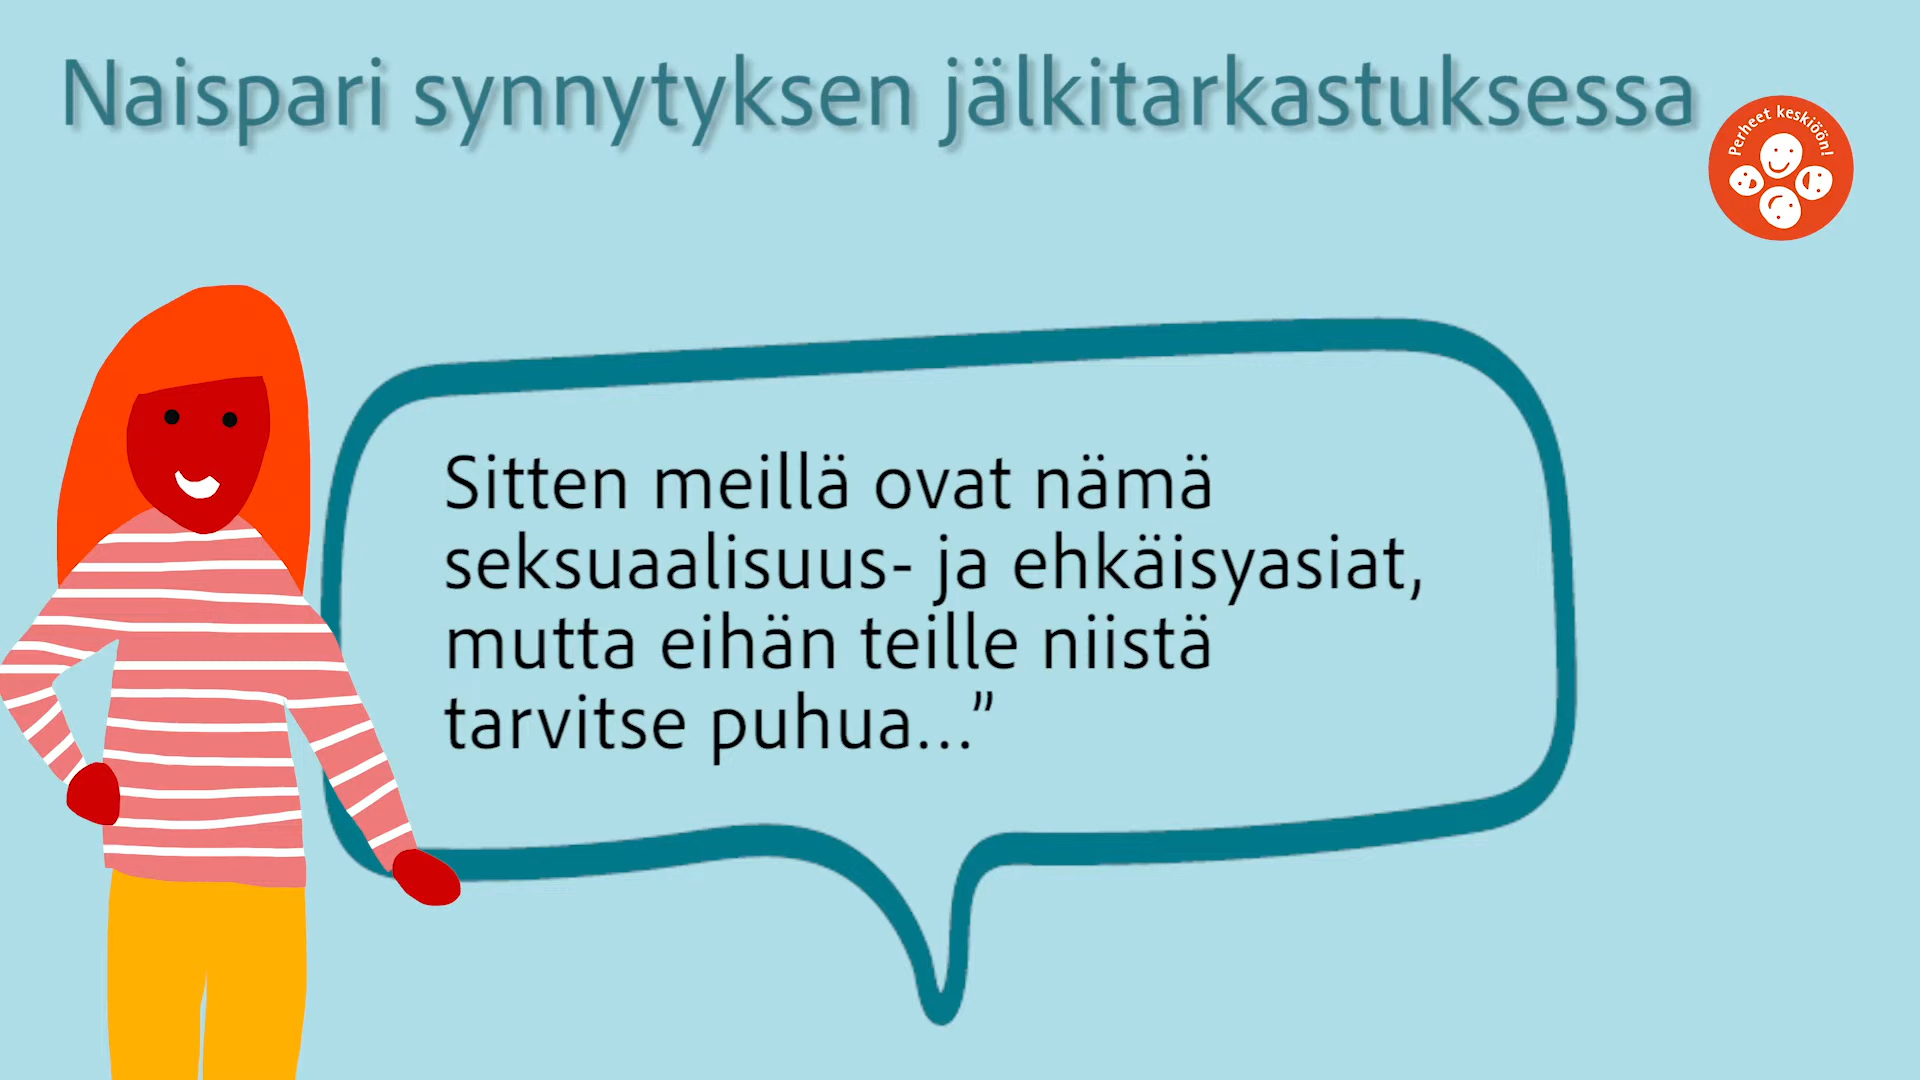 Naispari synnytyksen jälkitarkastuksessa
Perheet keskiöön!
Sitten meillä ovat nämä
seksuaalisuus- ja ehkäisyasiat,
mutta eihän teille niistä
tarvitse puhua...”